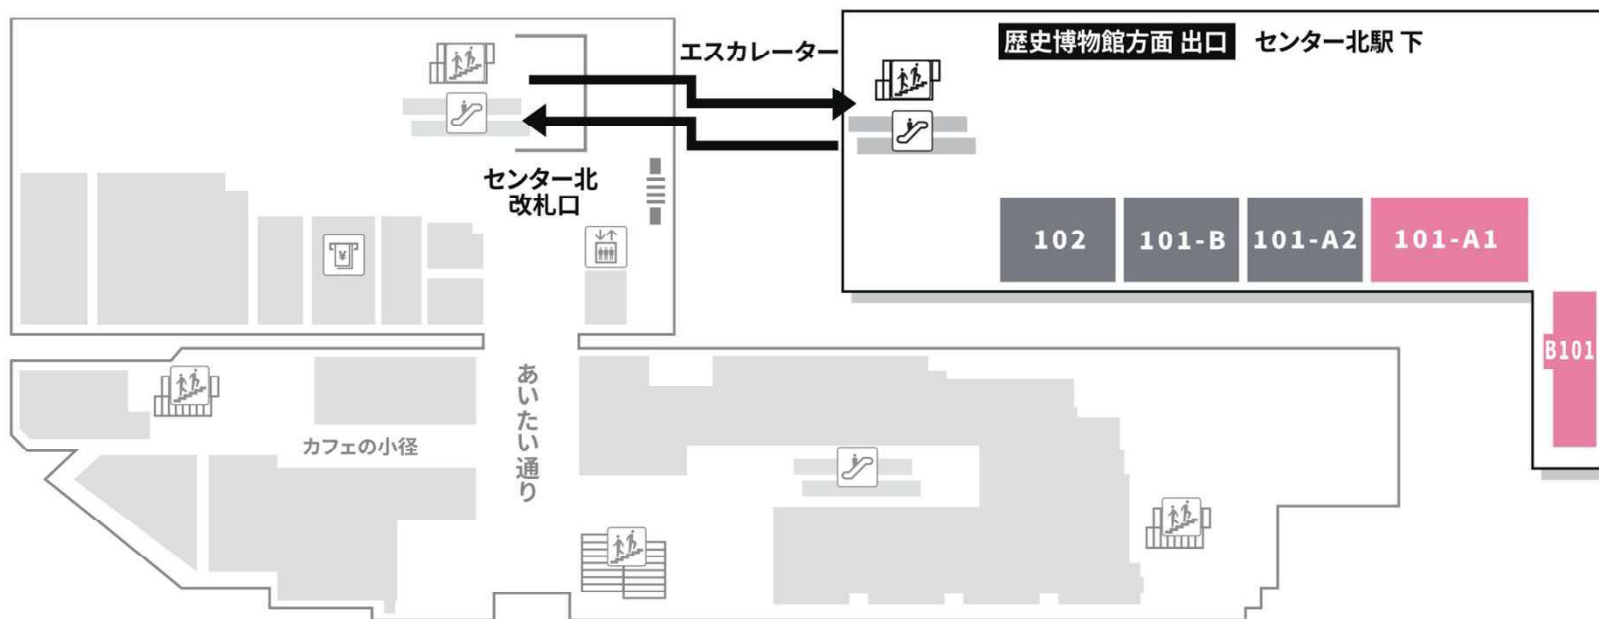 歴史博物館方面 出口 センター北駅 下
エスカレーター
センター北
改札口
¥
102
101-B
101-A2
101-A1
B101
あいたい通り
カフェの小径